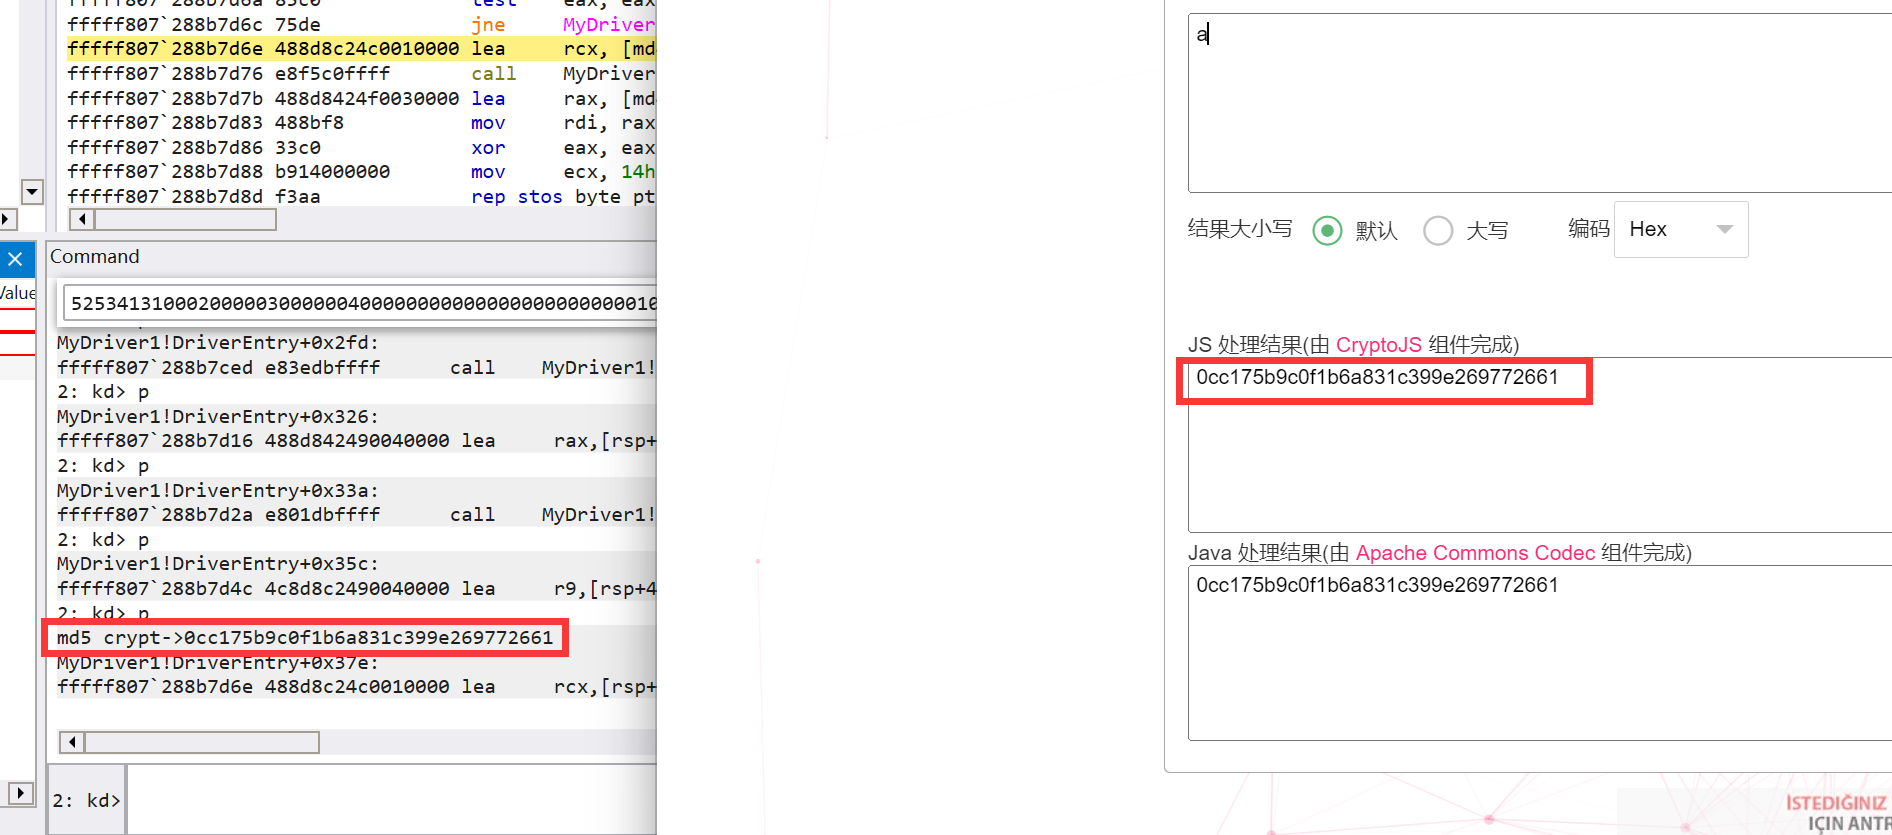 fffff807`288b7d6a 85c0 test eax, eax
fffff807`288b7d6c 75de jne MyDriver
fffff807`288b7d6e 488d8c24c0010000 lea rcx, [md
fffff807`288b7d76 e8f5c0ffff call MyDriver
fffff807`288b7d7b 488d8424f0030000 lea rax, [md
fffff807`288b7d83 488bf8 mov rdi, rax
fffff807`288b7d86 33c0 xor eax, eax
fffff807`288b7d88 b914000000 mov ecx, 14h
fffff807`288b7d8d f3aa rep stos byte pt
Value
Command
MyDriver1!DriverEntry+0x2fd:
fffff807`288b7ced e83edbffff call MyDriver1!
2: kd> p
MyDriver1!DriverEntry+0x326:
fffff807`288b7d16 488d842490040000 lea rax,[rsp+
2: kd> p
MyDriver1!DriverEntry+0x33a:
fffff807`288b7d2a e801dbffff call MyDriver1!
2: kd> p
MyDriver1!DriverEntry+0x35c:
fffff807`288b7d4c 4c8d8c2490040000 lea r9,[rsp+4
2: kd> p
md5 crypt->0cc175b9c0f1b6a831c399e269772661
MyDriver1!DriverEntry+0x37e:
fffff807`288b7d6e 488d8c24c0010000 lea rcx,[rsp+
2: kd>
a
结果大小写 默认 大写 编码 Hex
JS 处理结果(由 CryptoJS 组件完成)
0cc175b9c0f1b6a831c399e269772661
Java 处理结果(由 Apache Commons Codec 组件完成)
0cc175b9c0f1b6a831c399e269772661
İSTEDİĞİNİZ
İÇİN ANTR